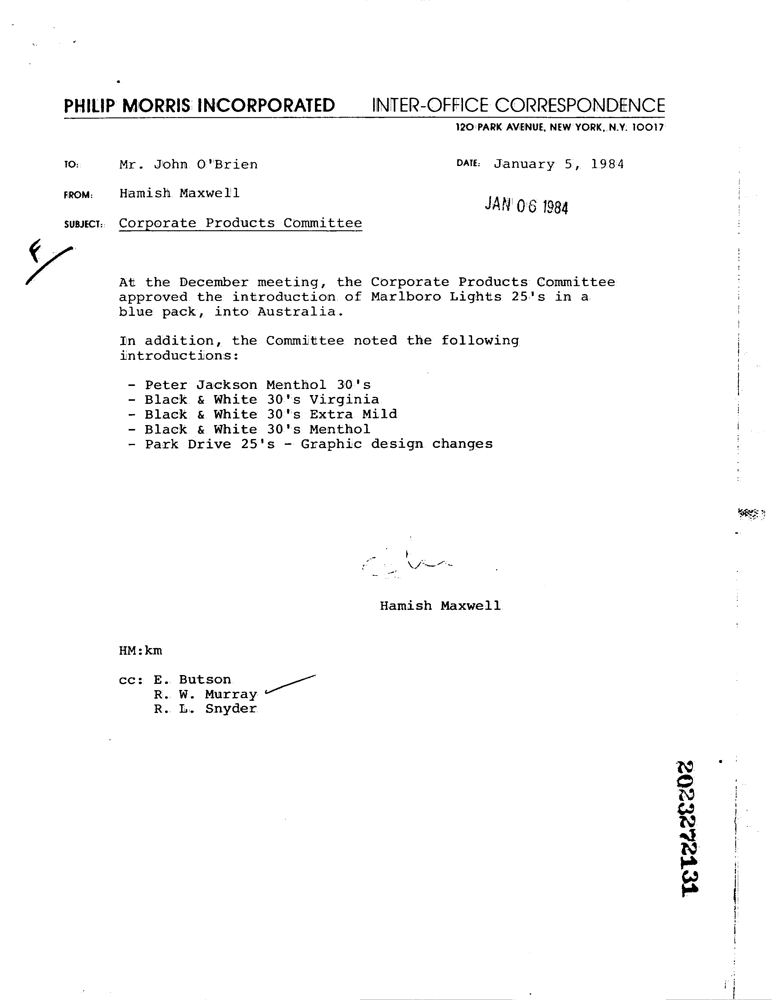 PHILIP MORRIS INCORPORATED INTER-OFFICE CORRESPONDENCE
120 PARK AVENUE, NEW YORK, N.Y. 10017
TO: Mr. John O'Brien DATE: January 5, 1984
FROM: Hamish Maxwell
JAN 06 1984
SUBJECT: Corporate Products Committee
F
At the December meeting, the Corporate Products Committee
approved the introduction of Marlboro Lights 25's in a
blue pack, into Australia.
In addition, the Committee noted the following
introductions:
- Peter Jackson Menthol 30's
- Black & White 30's Virginia
- Black & White 30's Extra Mild
- Black & White 30's Menthol
- Park Drive 25's - Graphic design changes
Hamish Maxwell
HM:km
cc: E. Butson
R. W. Murray
R. L. Snyder
2023272131